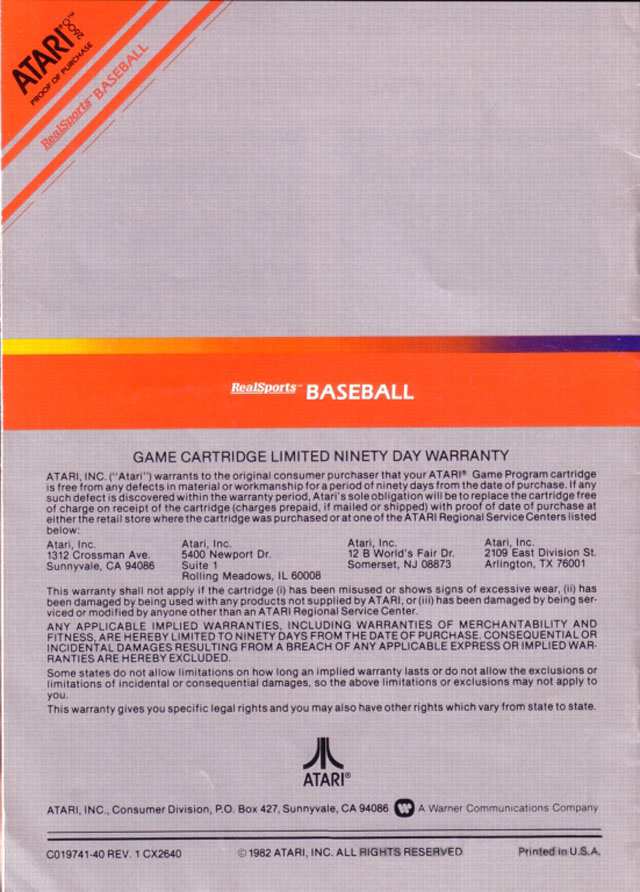 ATARI® 2600™
PROOF OF PURCHASE
RealSports™ BASEBALL
RealSports™ BASEBALL
GAME CARTRIDGE LIMITED NINETY DAY WARRANTY
ATARI, INC. ("Atari") warrants to the original consumer purchaser that your ATARI® Game Program cartridge
is free from any defects in material or workmanship for a period of ninety days from the date of purchase. If any
such defect is discovered within the warranty period, Atari's sole obligation will be to replace the cartridge free
of charge on receipt of the cartridge (charges prepaid, if mailed or shipped) with proof of date of purchase at
either the retail store where the cartridge was purchased or at one of the ATARI Regional Service Centers listed
below:
Atari, Inc.
1312 Crossman Ave.
Sunnyvale, CA 94086
Atari, Inc.
5400 Newport Dr.
Suite 1
Rolling Meadows, IL 60008
Atari, Inc.
12 B World's Fair Dr.
Somerset, NJ 08873
Atari, Inc.
2109 East Division St.
Arlington, TX 76001
This warranty shall not apply if the cartridge (i) has been misused or shows signs of excessive wear, (ii) has
been damaged by being used with any products not supplied by ATARI, or (iii) has been damaged by being ser-
viced or modified by anyone other than an ATARI Regional Service Center.
ANY APPLICABLE IMPLIED WARRANTIES, INCLUDING WARRANTIES OF MERCHANTABILITY AND
FITNESS, ARE HEREBY LIMITED TO NINETY DAYS FROM THE DATE OF PURCHASE. CONSEQUENTIAL OR
INCIDENTAL DAMAGES RESULTING FROM A BREACH OF ANY APPLICABLE EXPRESS OR IMPLIED WAR-
RANTIES ARE HEREBY EXCLUDED.
Some states do not allow limitations on how long an implied warranty lasts or do not allow the exclusions or
limitations of incidental or consequential damages, so the above limitations or exclusions may not apply to
you.
This warranty gives you specific legal rights and you may also have other rights which vary from state to state.
ATARI®
ATARI, INC., Consumer Division, P.O. Box 427, Sunnyvale, CA 94086 A Warner Communications Company
C019741-40 REV. 1 CX2640 © 1982 ATARI, INC. ALL RIGHTS RESERVED Printed in U.S.A.